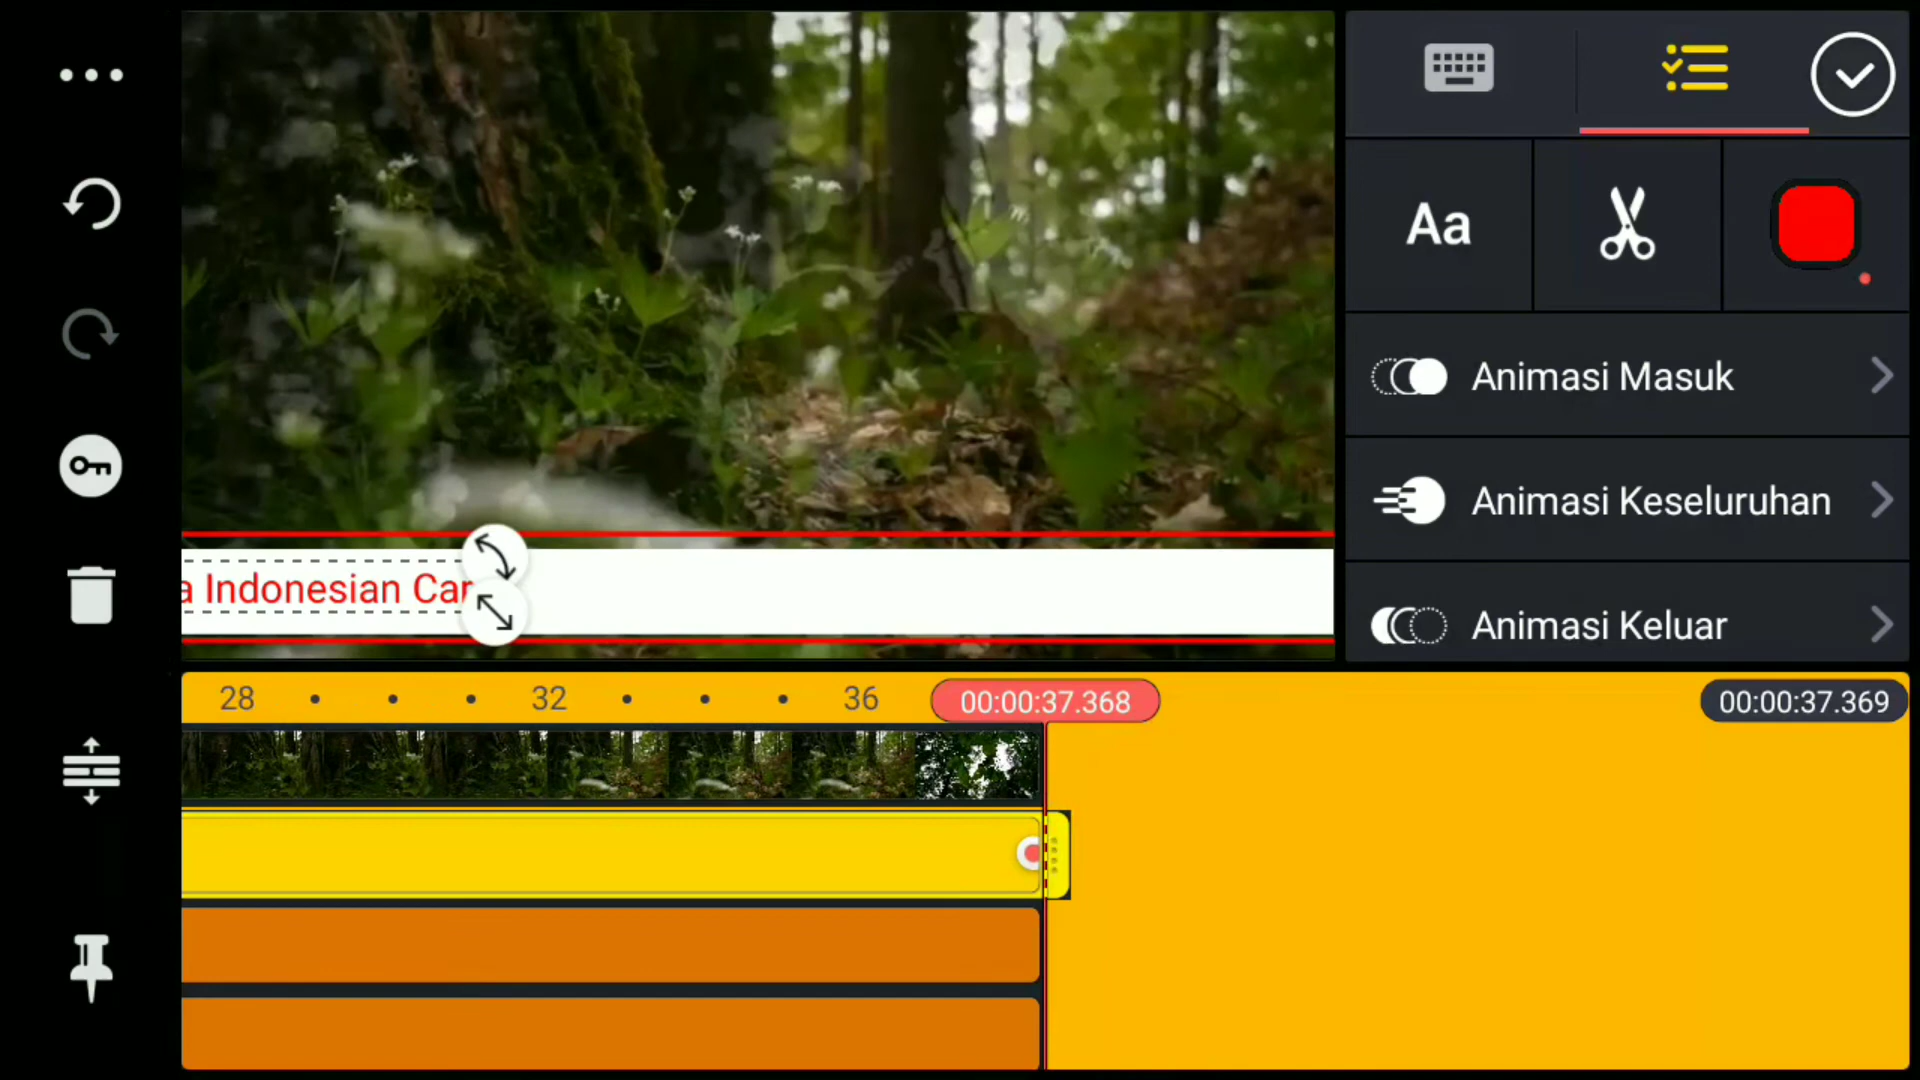 Aa
Animasi Masuk
Animasi Keseluruhan
Animasi Keluar
a Indonesian Car
28 32 36 00:00:37.368 00:00:37.369